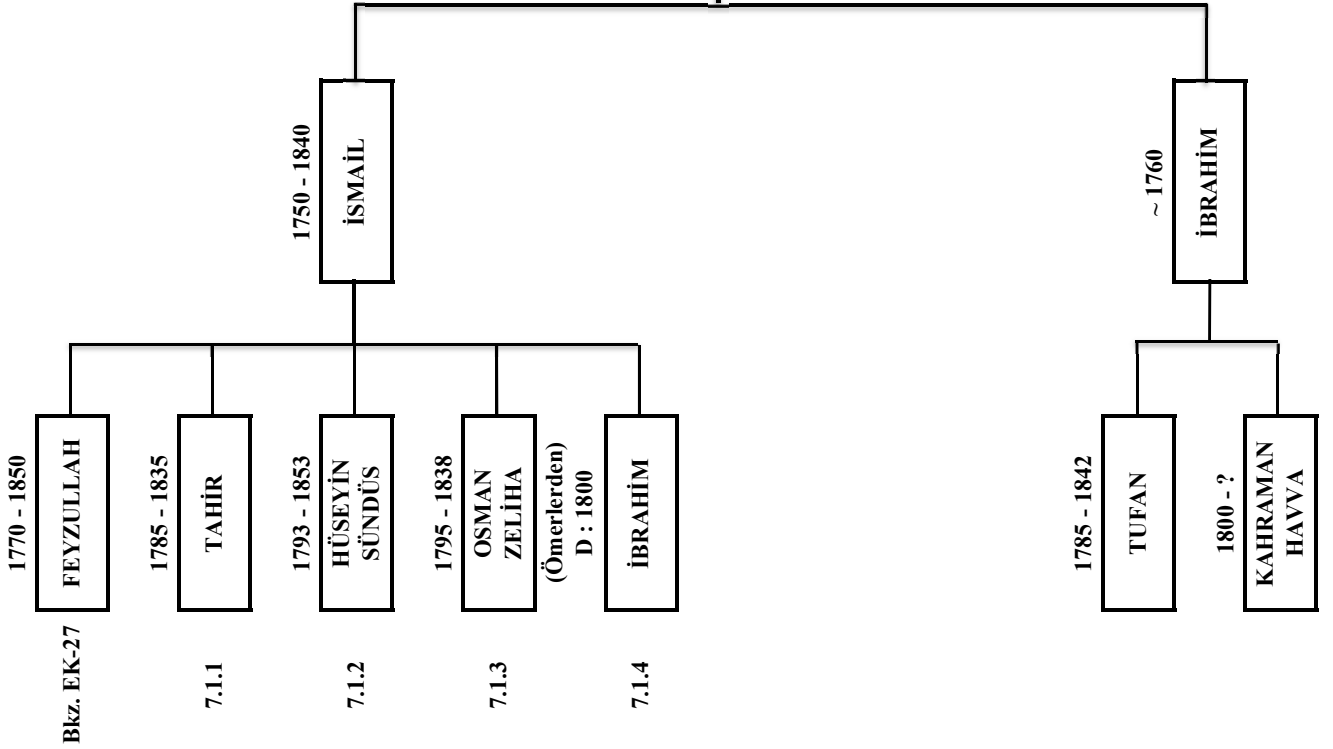 1750 - 1840
İSMAİL
~ 1760
İBRAHİM
1770 - 1850
FEYZULLAH
Bkz. EK-27
1785 - 1835
TAHİR
7.1.1
1793 - 1853
HÜSEYİN
SÜNDÜS
7.1.2
1795 - 1838
OSMAN
ZELİHA
7.1.3
(Ömerlerden)
D : 1800
İBRAHİM
7.1.4
1785 - 1842
TUFAN
1800 - ?
KAHRAMAN
HAVVA